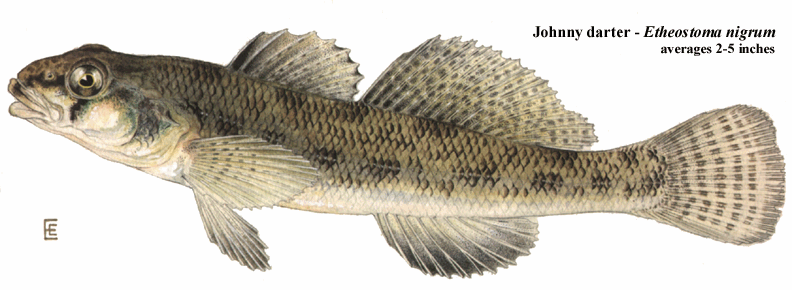 Johnny darter - Etheostoma nigrum
averages 2-5 inches